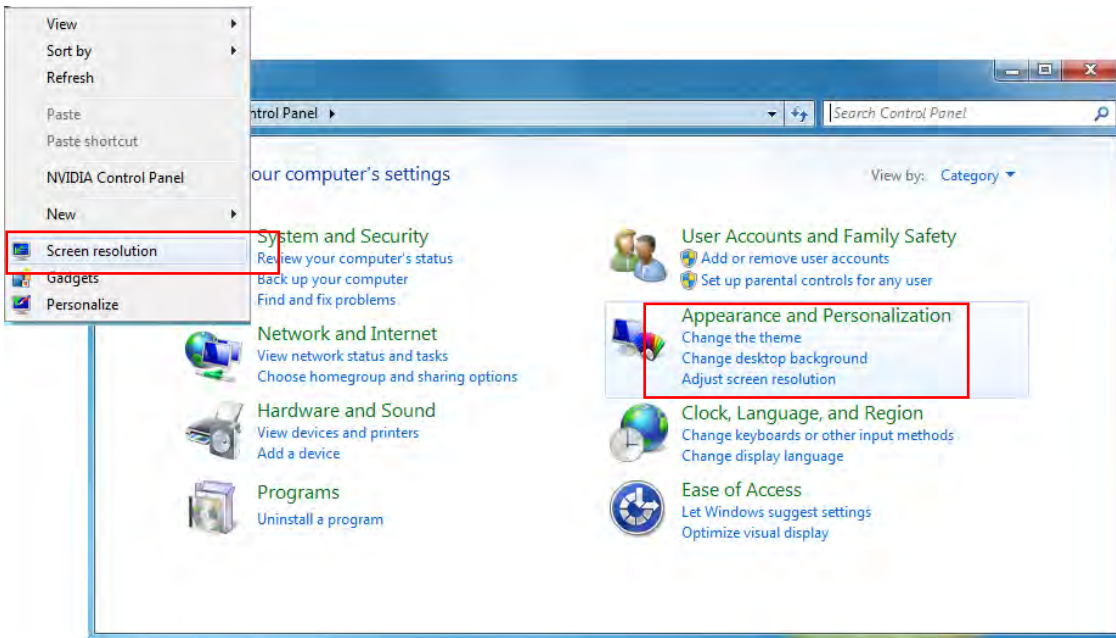 View
Sort by
Refresh
Paste
Paste shortcut
NVIDIA Control Panel
New
Screen resolution
Gadgets
Personalize
ntrol Panel
Search Control Panel
our computer's settings
View by: Category
System and Security
Review your computer's status
Back up your computer
Find and fix problems
Network and Internet
View network status and tasks
Choose homegroup and sharing options
Hardware and Sound
View devices and printers
Add a device
Programs
Uninstall a program
User Accounts and Family Safety
Add or remove user accounts
Set up parental controls for any user
Appearance and Personalization
Change the theme
Change desktop background
Adjust screen resolution
Clock, Language, and Region
Change keyboards or other input methods
Change display language
Ease of Access
Let Windows suggest settings
Optimize visual display